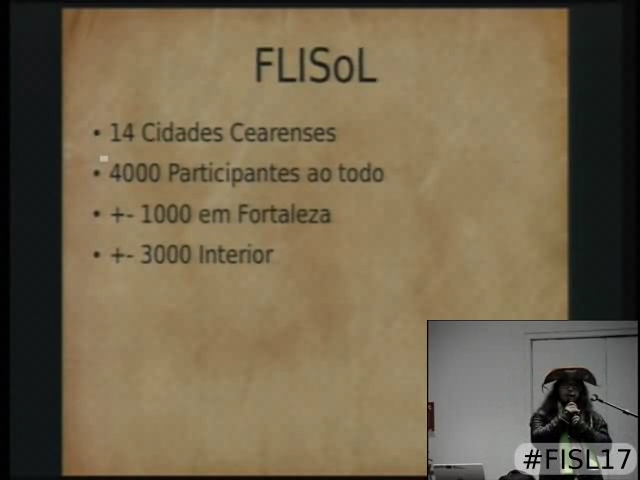 FLISoL
• 14 Cidades Cearenses
• 4000 Participantes ao todo
• +- 1000 em Fortaleza
• +- 3000 Interior
#FISL17